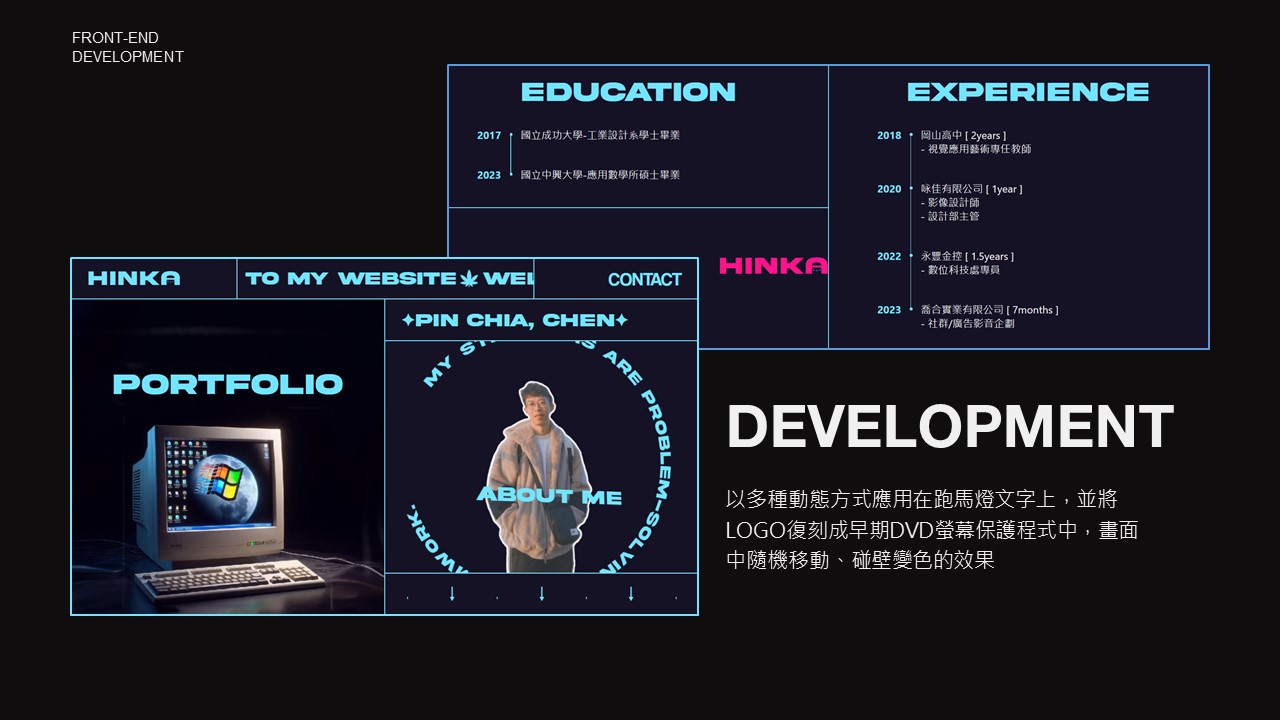 FRONT-END
DEVELOPMENT
EDUCATION
2017 國立成功大學-工業設計系學士畢業
2023 國立中興大學-應用數學所碩士畢業
EXPERIENCE
2018 岡山高中 [ 2years ]
- 視覺應用藝術專任教師
2020 咏佳有限公司 [ 1year ]
- 影像設計師
- 設計部主管
2022 永豐金控 [ 1.5years ]
- 數位科技處專員
2023 喬合實業有限公司 [ 7months ]
- 社群/廣告影音企劃
HINKA
HINKA
TO MY WEBSITE WEL
CONTACT
✦PIN CHIA, CHEN✦
PORTFOLIO
MY ST
S ARE PROBLEM-SOLVIN
MWORK.
ABOUT ME
DEVELOPMENT
以多種動態方式應用在跑馬燈文字上，並將
LOGO復刻成早期DVD螢幕保護程式中，畫面
中隨機移動、碰壁變色的效果